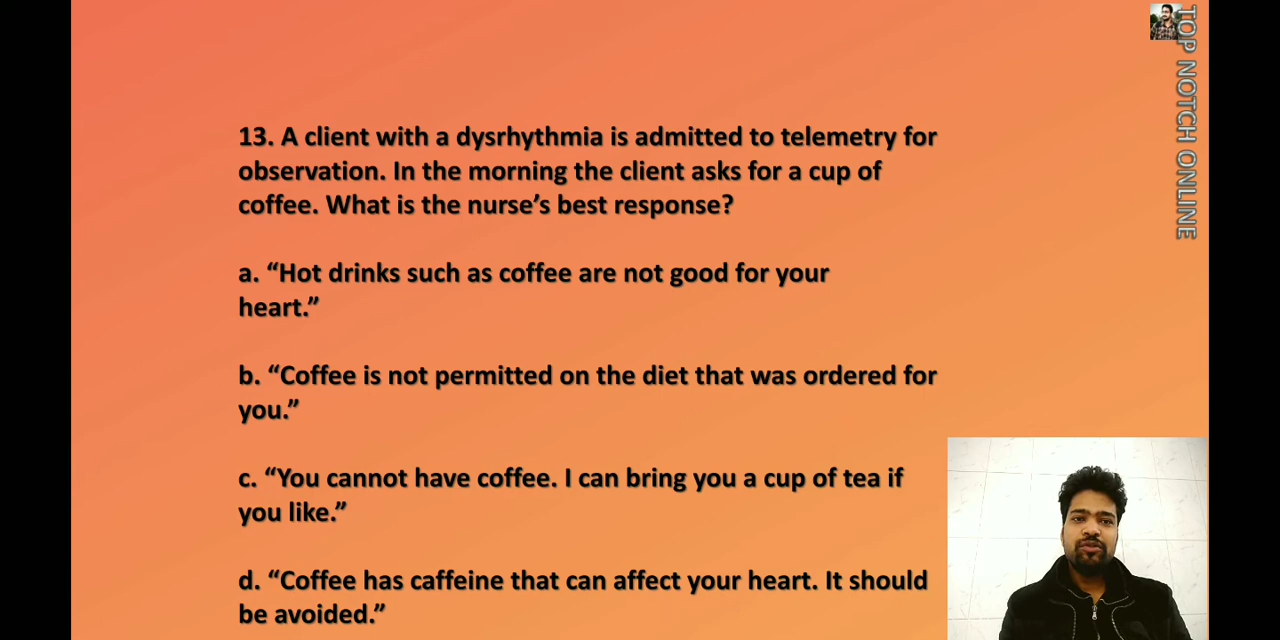 13. A client with a dysrhythmia is admitted to telemetry for
observation. In the morning the client asks for a cup of
coffee. What is the nurse’s best response?
a. “Hot drinks such as coffee are not good for your
heart.”
b. “Coffee is not permitted on the diet that was ordered for
you.”
c. “You cannot have coffee. I can bring you a cup of tea if
you like.”
d. “Coffee has caffeine that can affect your heart. It should
be avoided.”
TOP NOTCH ONLINE